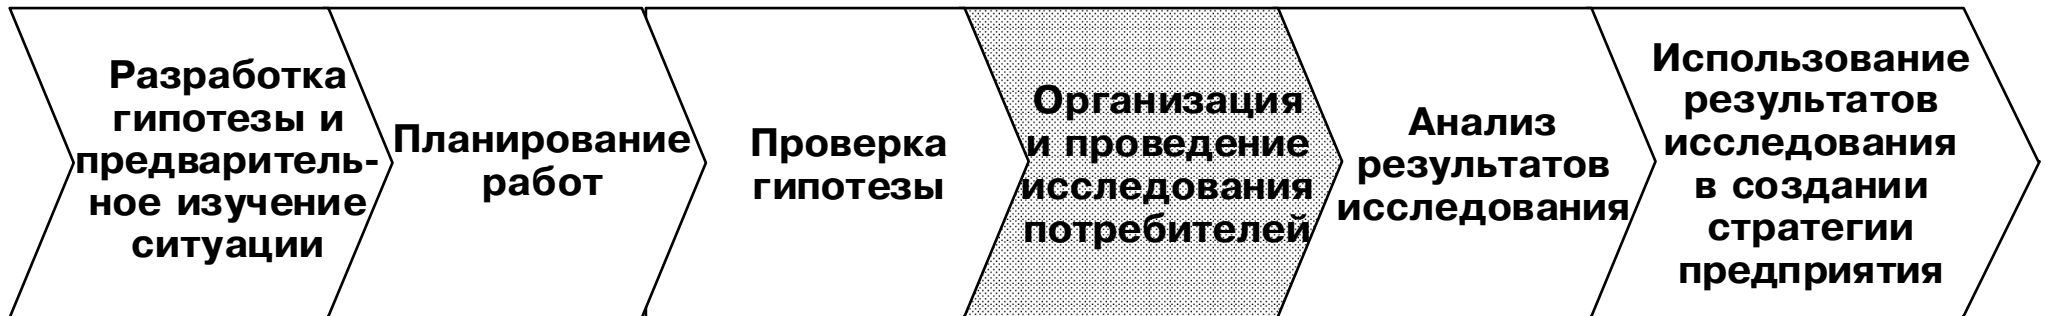 Разработка
гипотезы и
предваритель-
ное изучение
ситуации
Планирование
работ
Проверка
гипотезы
Организация
и проведение
исследования
потребителей
Анализ
результатов
исследования
Использование
результатов
исследования
в создании
стратегии
предприятия